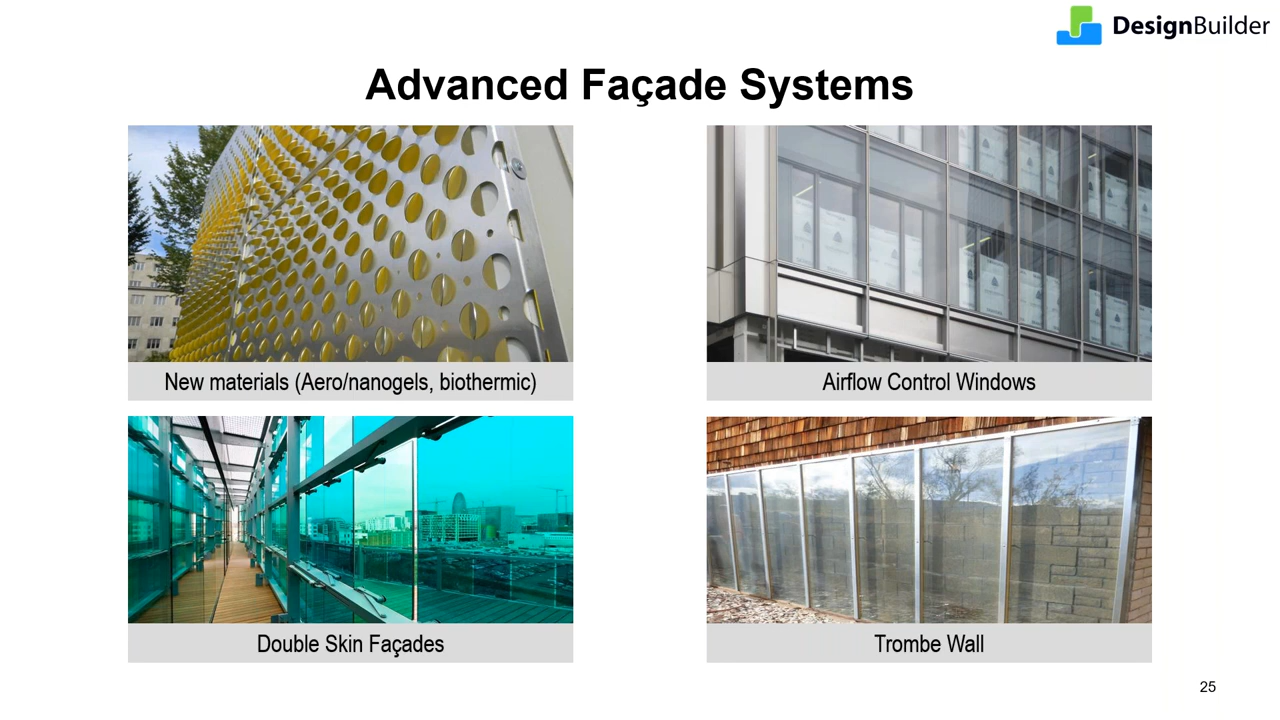 DesignBuilder
Advanced Façade Systems
New materials (Aero/nanogels, biothermic)
Airflow Control Windows
Double Skin Façades
Trombe Wall
25